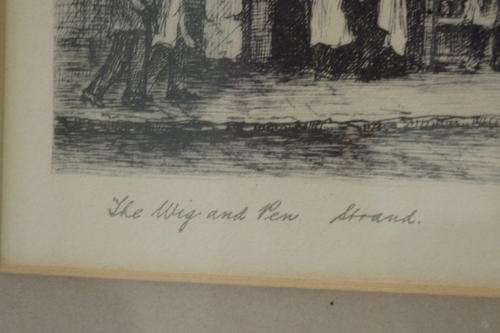 The Wig and Pen Strand.